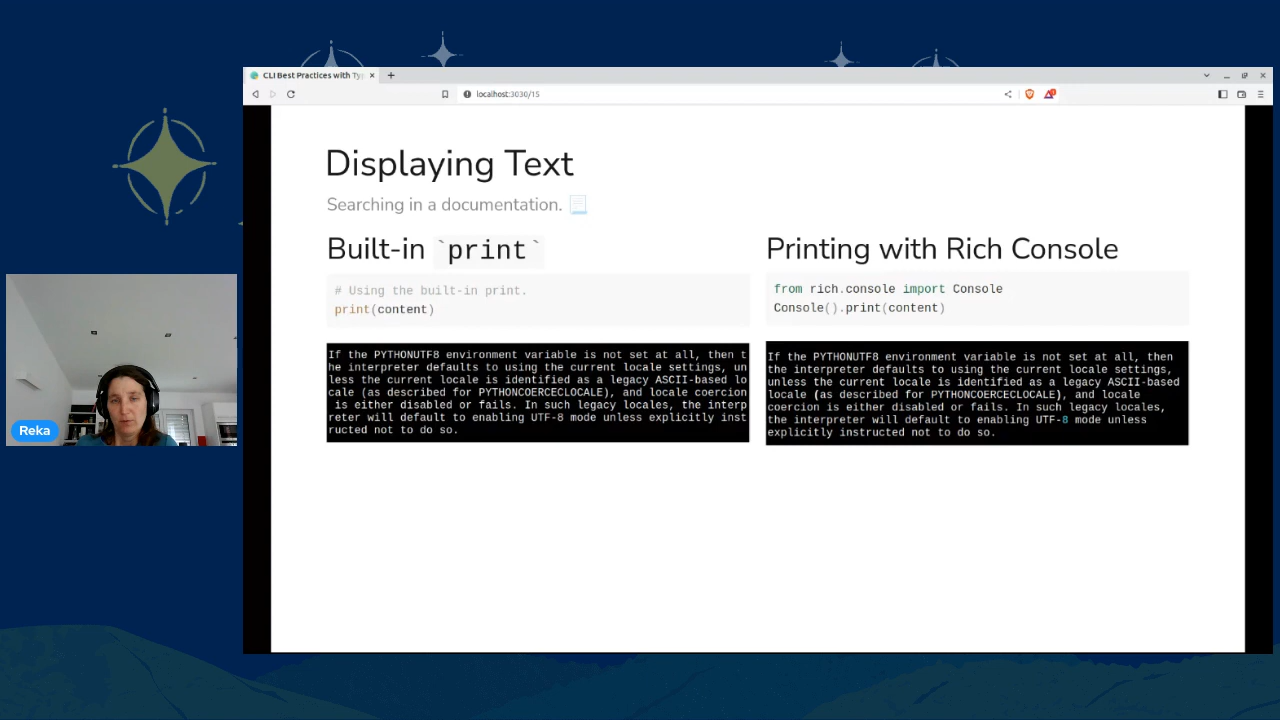 CLI Best Practices with Typ
localhost:3030/15
Displaying Text
Searching in a documentation.
Built-in `print`
# Using the built-in print.
print(content)
If the PYTHONUTF8 environment variable is not set at all, then t
he interpreter defaults to using the current locale settings, un
less the current locale is identified as a legacy ASCII-based lo
cale (as described for PYTHONCOERCECLOCALE), and locale coercion
is either disabled or fails. In such legacy locales, the interp
reter will default to enabling UTF-8 mode unless explicitly inst
ructed not to do so.
Printing with Rich Console
from rich.console import Console
Console().print(content)
If the PYTHONUTF8 environment variable is not set at all, then
the interpreter defaults to using the current locale settings,
unless the current locale is identified as a legacy ASCII-based
locale (as described for PYTHONCOERCECLOCALE), and locale
coercion is either disabled or fails. In such legacy locales,
the interpreter will default to enabling UTF-8 mode unless
explicitly instructed not to do so.
Reka